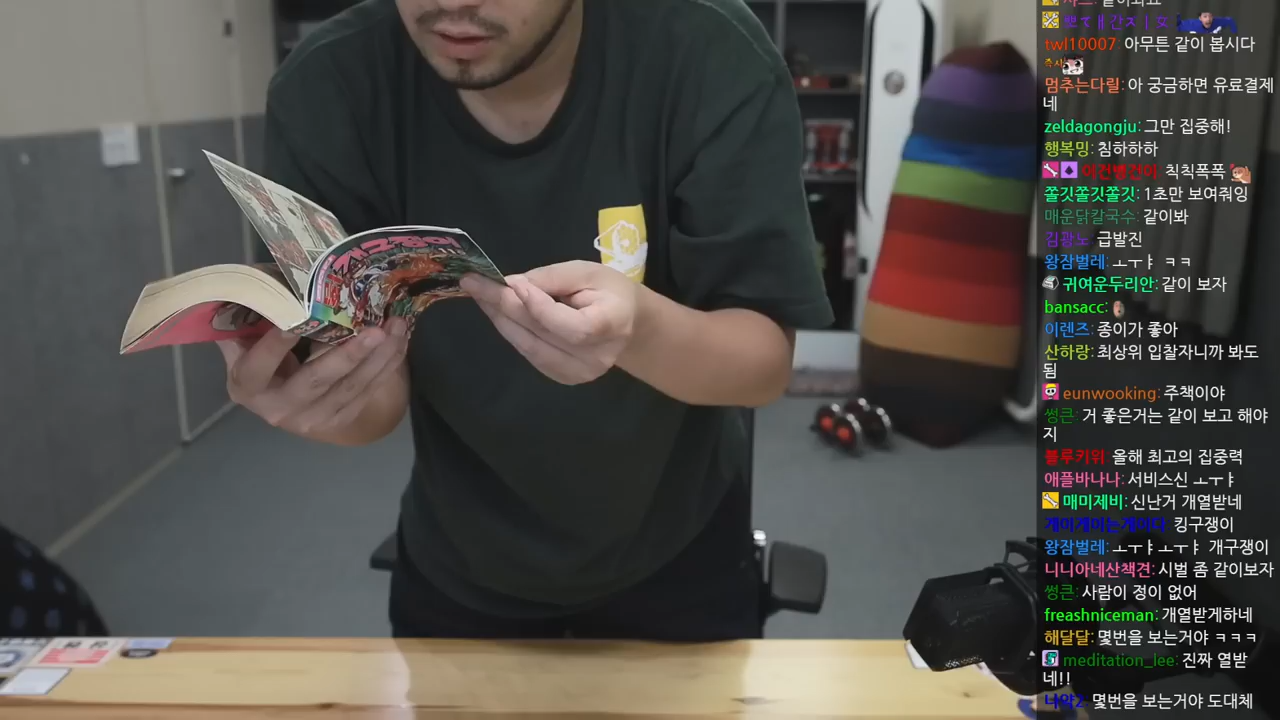 twl10007: 아무튼 같이 봅시다
멈추는다릴: 아 궁금하면 유료결제
네
zeldagongju: 그만 집중해!
행복밍: 침하하하
이건뱅건이: 칙칙폭폭
쫄깃쫄깃쫄깃: 1초만 보여줘잉
매운닭칼국수: 같이봐
김광노: 급발진
왕잠벌레: ㅗㅜㅑ ㅋㅋ
귀여운두리안: 같이 보자
bansacc:
이렌즈: 종이가 좋아
산하랑: 최상위 입찰자니까 봐도
됨
eunwooking: 주책이야
썽큰: 거 좋은거는 같이 보고 해야
지
블루키위: 올해 최고의 집중력
애플바나나: 서비스신 ㅗㅜㅑ
매미제비: 신난거 개열받네
게이게이는게이다: 킹구쟁이
왕잠벌레: ㅗㅜㅑㅗㅜㅑ 개구쟁이
니니아네산책견: 시벌 좀 같이보자
썽큰: 사람이 정이 없어
freashniceman: 개열받게하네
해달달: 몇번을 보는거야 ㅋㅋㅋ
meditation_lee: 진짜 열받
네!!
나약2: 몇번을 보는거야 도대체